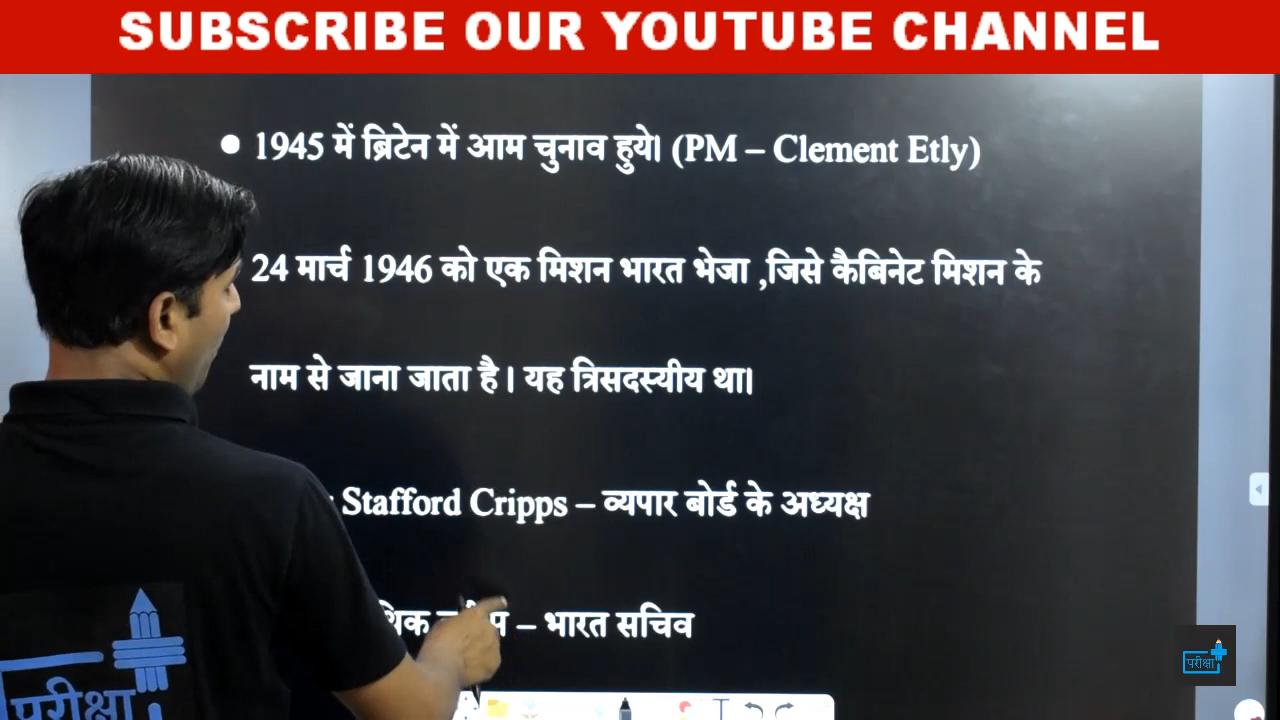 SUBSCRIBE OUR YOUTUBE CHANNEL
1945 में ब्रिटेन में आम चुनाव हुये। (PM – Clement Etly)
24 मार्च 1946 को एक मिशन भारत भेजा ,जिसे कैबिनेट मिशन के
नाम से जाना जाता है। यह त्रिसदस्यीय था।
Stafford Cripps – व्यपार बोर्ड के अध्यक्ष
– भारत सचिव
परीक्षा
परीक्षा